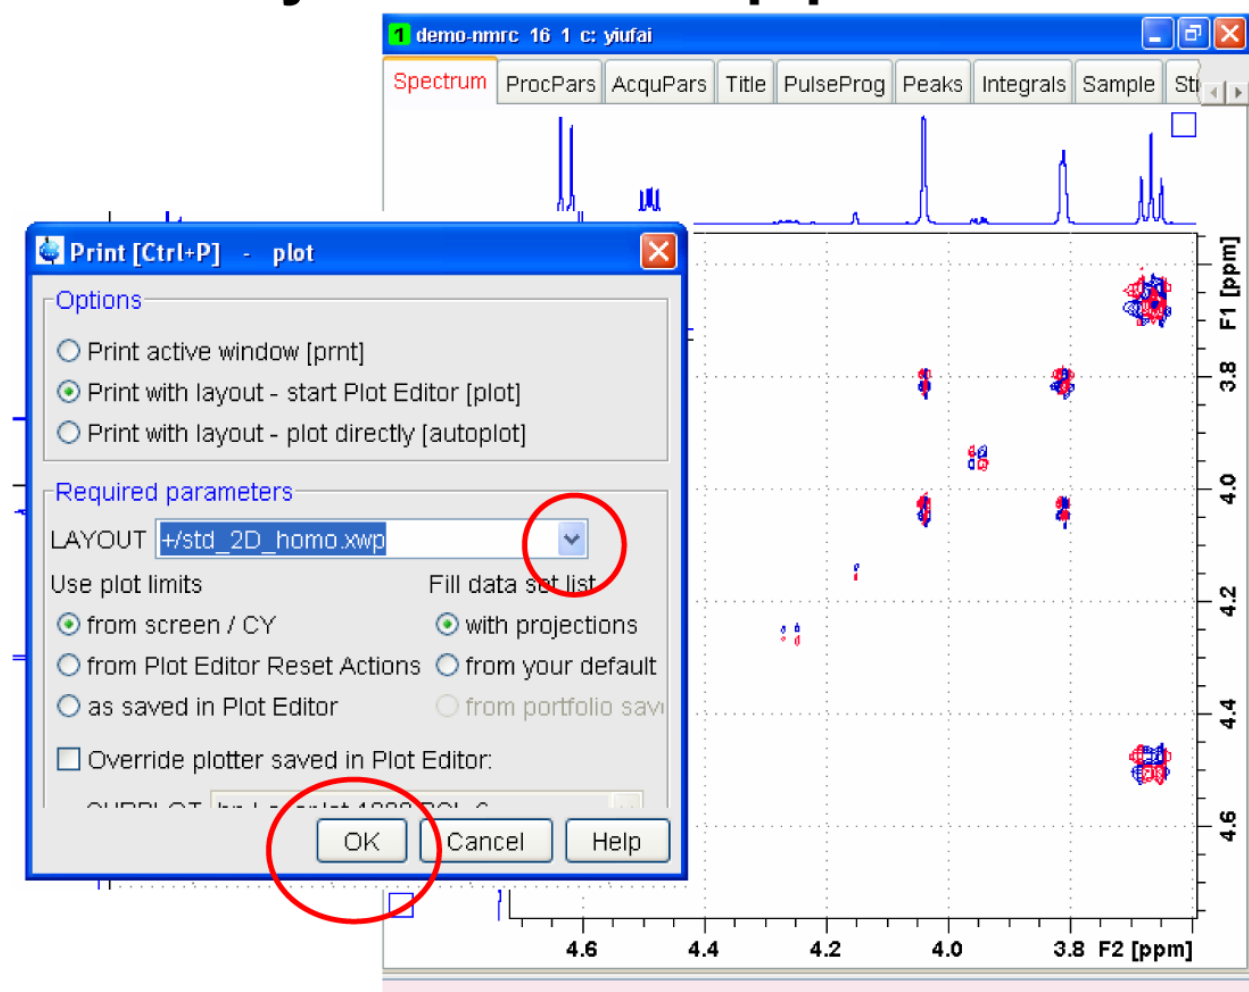 1 demo-nmrc 16 1 c: yiufai
Spectrum ProcPars AcquPars Title PulseProg Peaks Integrals Sample
Print [Ctrl+P] - plot
Options
Print active window [prnt]
Print with layout - start Plot Editor [plot]
Print with layout - plot directly [autoplot]
Required parameters
LAYOUT +/std_2D_homo.xwp
Use plot limits Fill data set list
from screen / CY with projections
from Plot Editor Reset Actions from your default
as saved in Plot Editor from portfolio
Override plotter saved in Plot Editor:
OK Cancel Help
F1 [ppm]
3.8
4.0
4.2
4.4
4.6
4.6 4.4 4.2 4.0 3.8 F2 [ppm]